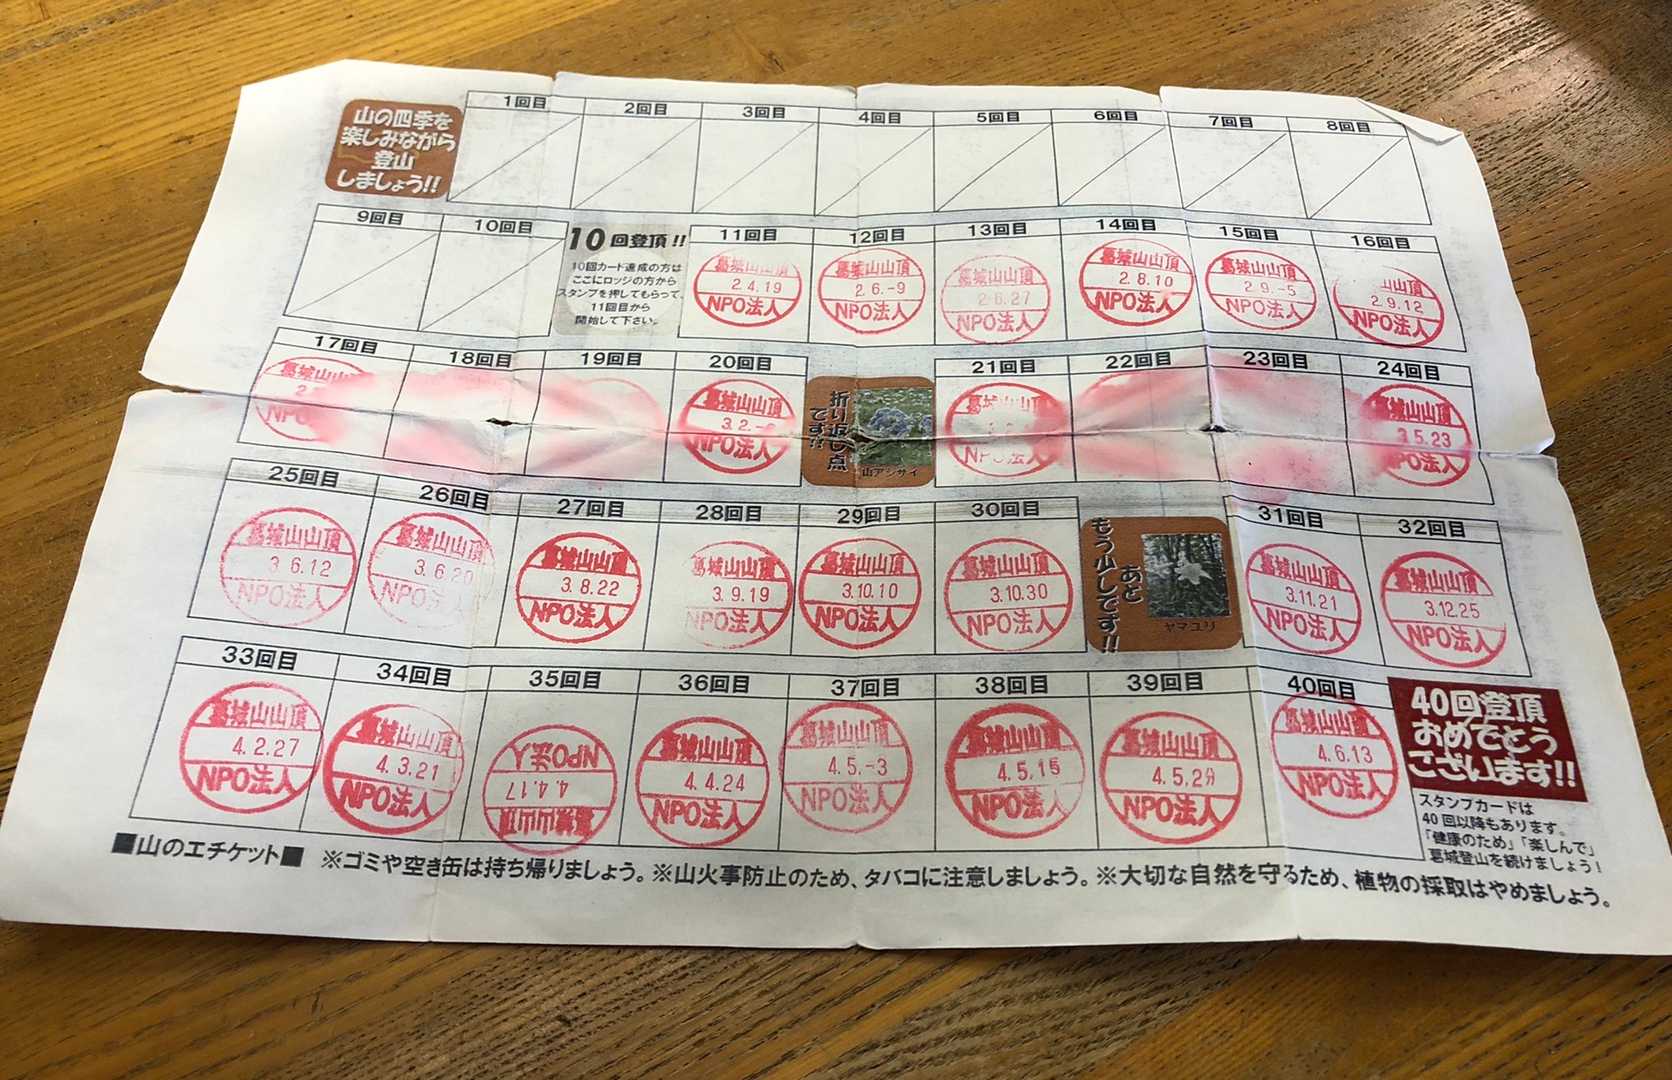 山の四季を
楽しみながら
登山
しましょう!!
1回目
2回目
3回目
4回目
5回目
6回目
7回目
8回目
9回目
10回目
10回登頂!!
10回カード達成の方は
ここにロッジの方から
スタンプを押してもらって、
11回目から
開始して下さい。
11回目
葛城山山頂
2.4.19
NPO法人
12回目
葛城山山頂
2.6.-9
NPO法人
13回目
葛城山山頂
2.6.27
NPO法人
14回目
葛城山山頂
2.8.10
NPO法人
15回目
葛城山山頂
2.9.-5
NPO法人
16回目
山山頂
2.9.12
NPO法人
17回目
葛城山山頂
NPO
18回目
19回目
20回目
葛城山山頂
NPO法人
折り返し点
です!!
山アジサイ
21回目
NPO法人
22回目
23回目
24回目
葛城山山頂
3.5.23
NPO法人
25回目
葛城山山頂
3.6.12
NPO法人
26回目
葛城山山頂
3.6.20
NPO法人
27回目
葛城山山頂
3.8.22
NPO法人
28回目
葛城山山頂
3.9.19
NPO法人
29回目
葛城山山頂
3.10.10
NPO法人
30回目
葛城山山頂
3.10.30
NPO法人
あと
もう少しです!!
ヤマユリ
31回目
葛城山山頂
3.11.21
NPO法人
32回目
葛城山山頂
3.12.25
NPO法人
33回目
葛城山山頂
4.2.27
NPO法人
34回目
葛城山山頂
4.3.21
NPO法人
35回目
葛城山山頂
4.4.17
NPO法人
36回目
葛城山山頂
4.4.24
NPO法人
37回目
葛城山山頂
4.5.-3
NPO法人
38回目
葛城山山頂
4.5.15
NPO法人
39回目
葛城山山頂
4.5.2
NPO法人
40回目
葛城山山頂
4.6.13
NPO法人
40回登頂
おめでとう
ございます!!
スタンプカードは
40回以降もあります。
「健康のため」「楽しんで」
葛城登山を続けましょう!
■山のエチケット■ ※ゴミや空き缶は持ち帰りましょう。※山火事防止のため、タバコに注意しましょう。※大切な自然を守るため、植物の採取はやめましょう。